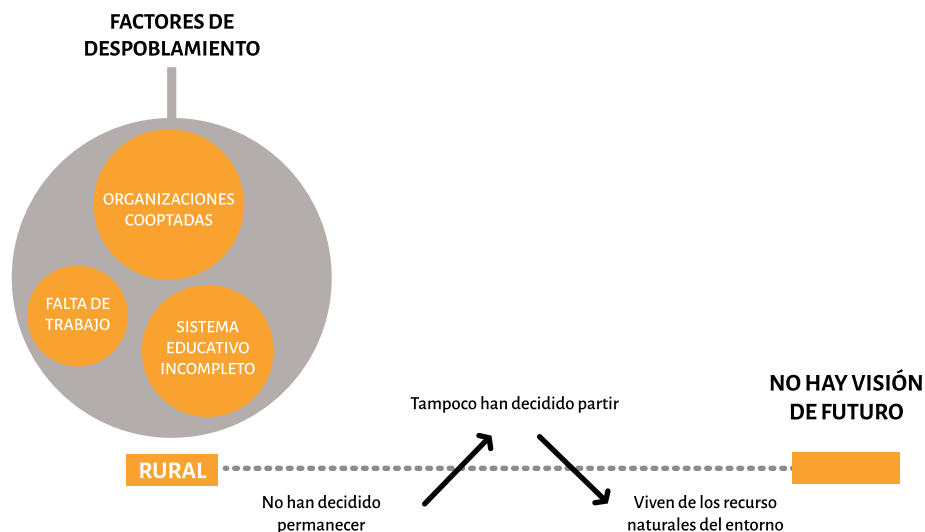 FACTORES DE
DESPOBLAMIENTO
ORGANIZACIONES
COOPTADAS
FALTA DE
TRABAJO
SISTEMA
EDUCATIVO
INCOMPLETO
RURAL
No han decidido
permanecer
Tampoco han decidido partir
Viven de los recurso
naturales del entorno
NO HAY VISIÓN
DE FUTURO